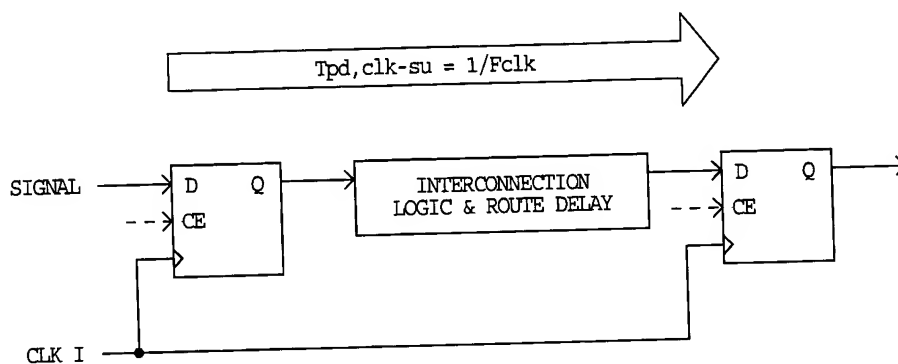 Tpd,clk-su = 1/Fclk
SIGNAL
D Q
CE
INTERCONNECTION
LOGIC & ROUTE DELAY
D Q
CE
CLK I